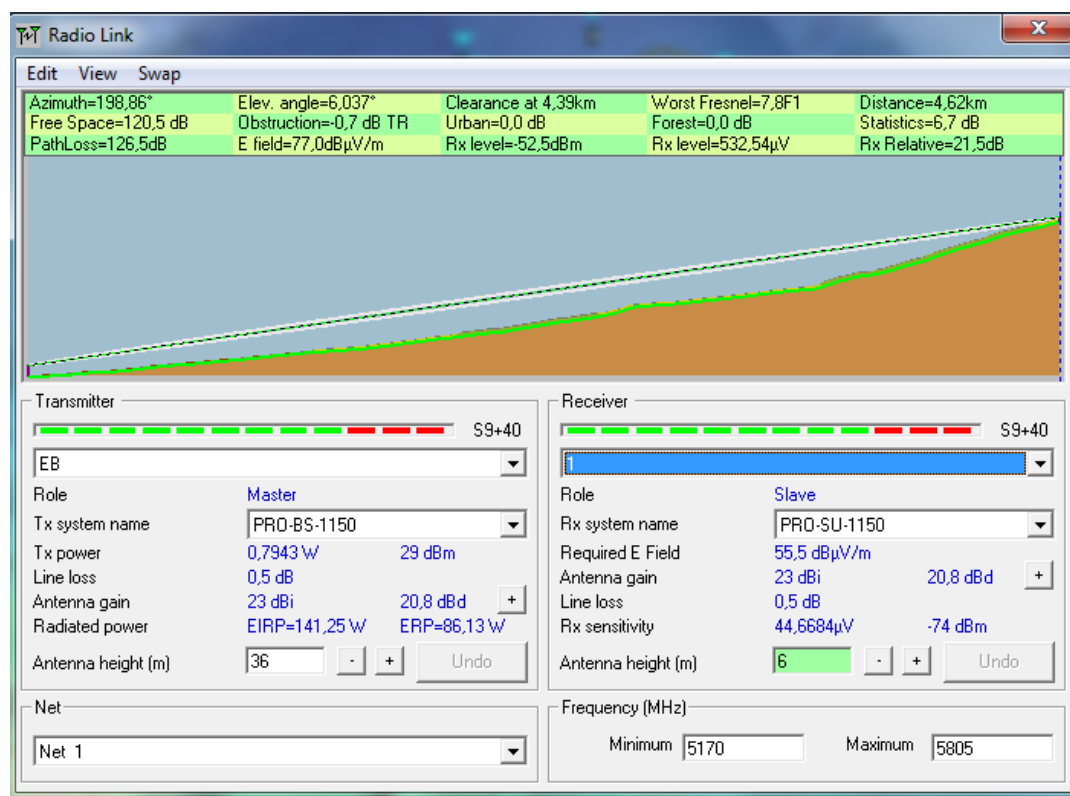 Radio Link
Edit View Swap
Azimuth=198,86° Elev. angle=6,037° Clearance at 4,39km Worst Fresnel=7,8F1 Distance=4,62km
Free Space=120,5 dB Obstruction=-0,7 dB TR Urban=0,0 dB Forest=0,0 dB Statistics=6,7 dB
PathLoss=126,5dB E field=77,0dBµV/m Rx level=-52,5dBm Rx level=532,54µV Rx Relative=21,5dB
Transmitter
S9+40
EB
Role Master
Tx system name PRO-BS-1150
Tx power 0,7943 W 29 dBm
Line loss 0,5 dB
Antenna gain 23 dBi 20,8 dBd +
Radiated power EIRP=141,25 W ERP=86,13 W
Antenna height (m) 36 - + Undo
Net
Net 1
Receiver
S9+40
1
Role Slave
Rx system name PRO-SU-1150
Required E Field 55,5 dBµV/m
Antenna gain 23 dBi 20,8 dBd +
Line loss 0,5 dB
Rx sensitivity 44,6684µV -74 dBm
Antenna height (m) 6 - + Undo
Frequency (MHz)
Minimum 5170 Maximum 5805